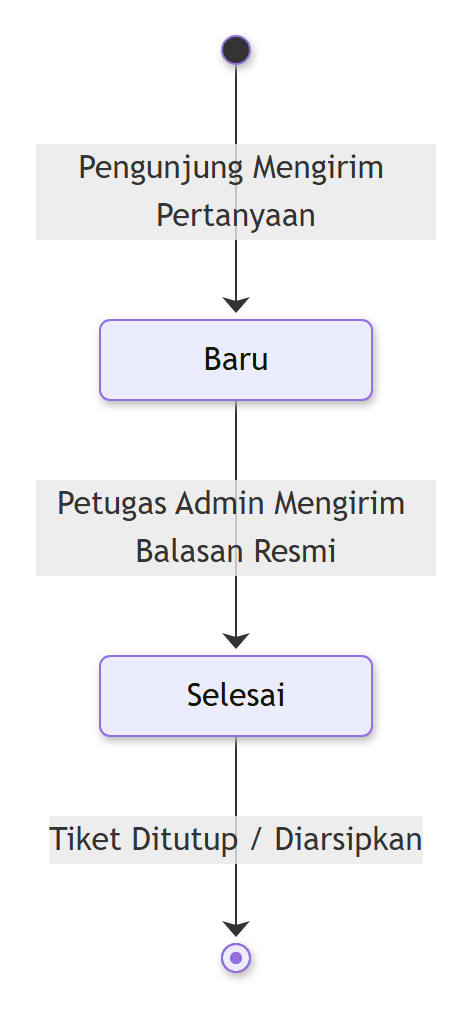 Pengunjung Mengirim
Pertanyaan
Baru
Petugas Admin Mengirim
Balasan Resmi
Selesai
Tiket Ditutup / Diarsipkan